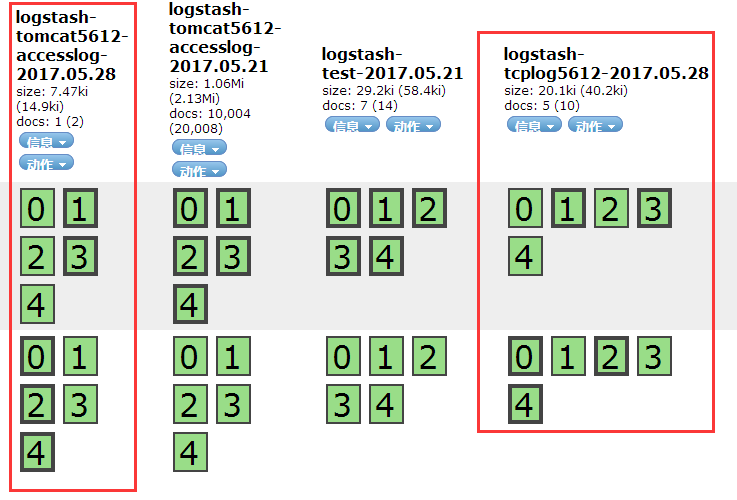 logstash-
tomcat5612-
accesslog-
2017.05.28
size: 7.47ki
(14.9ki)
docs: 1 (2)
信息
动作
logstash-
tomcat5612-
accesslog-
2017.05.21
size: 1.06Mi
(2.13Mi)
docs: 10,004
(20,008)
信息
动作
logstash-
test-2017.05.21
size: 29.2ki (58.4ki)
docs: 7 (14)
信息 动作
logstash-
tcplog5612-2017.05.28
size: 20.1ki (40.2ki)
docs: 5 (10)
信息 动作
0 1
2 3
4
0 1
2 3
4
0 1 2
3 4
0 1 2 3
4
0 1
2 3
4
0 1
2 3
4
0 1 2
3 4
0 1 2 3
4